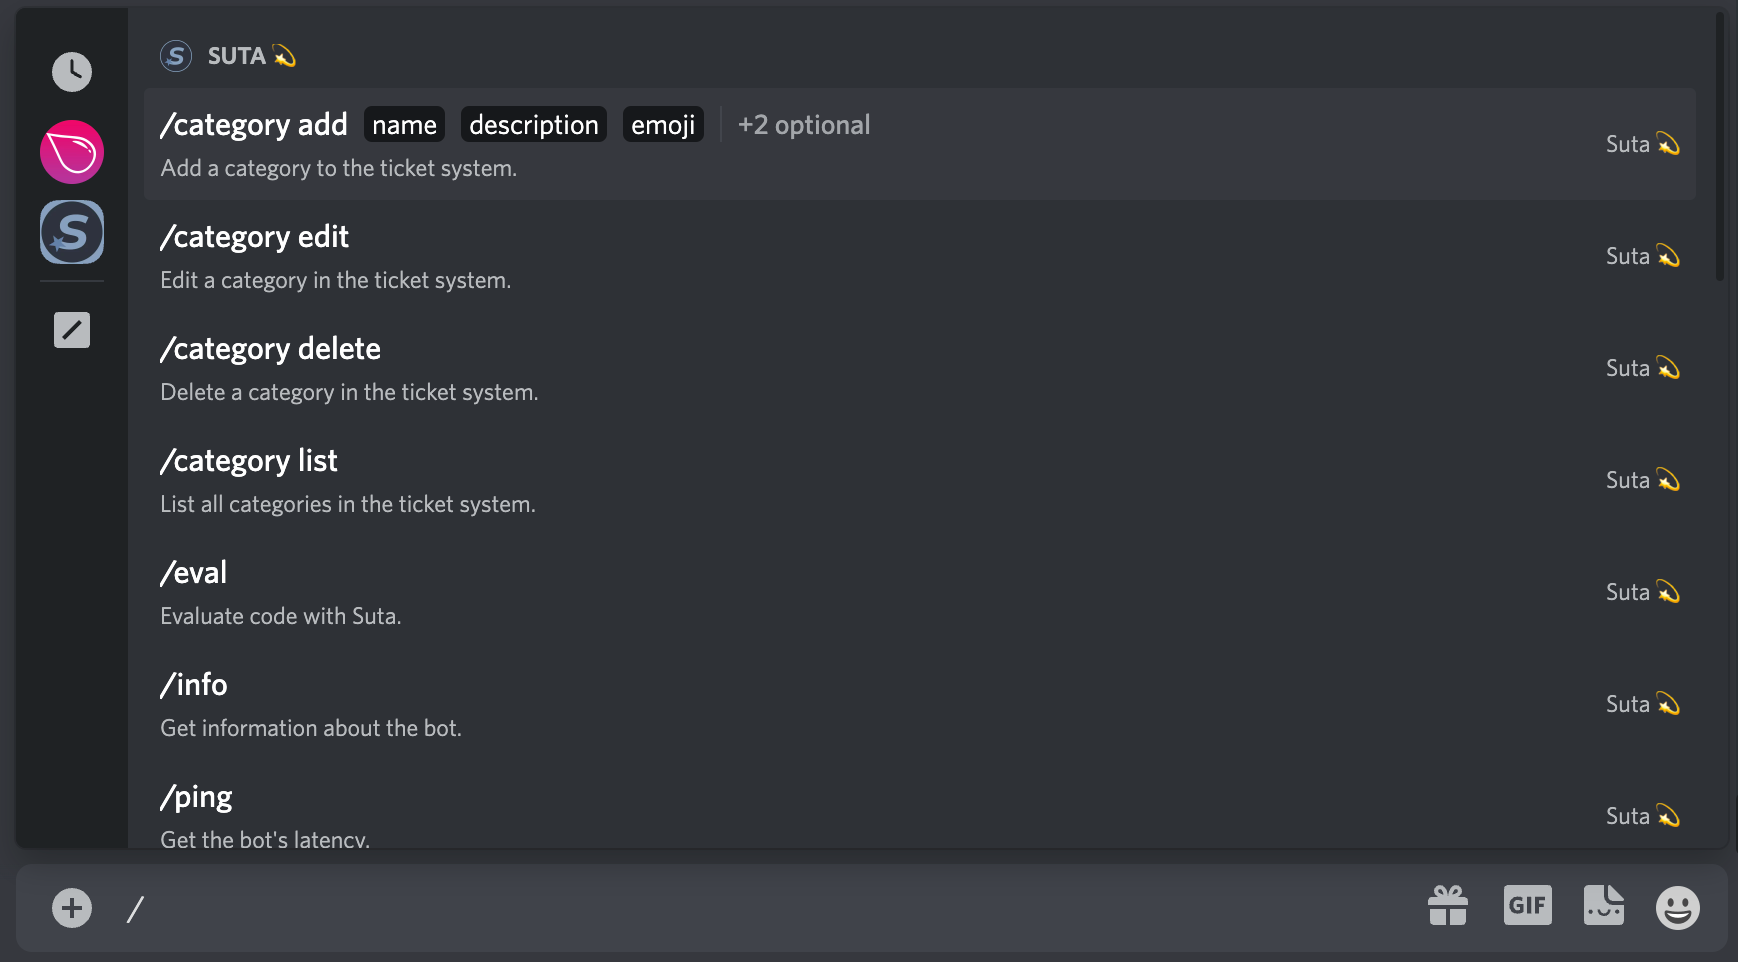 S SUTA 💫
/category add name description emoji +2 optional
Add a category to the ticket system.
Suta 💫
/category edit
Edit a category in the ticket system.
Suta 💫
/category delete
Delete a category in the ticket system.
Suta 💫
/category list
List all categories in the ticket system.
Suta 💫
/eval
Evaluate code with Suta.
Suta 💫
/info
Get information about the bot.
Suta 💫
/ping
Get the bot's latency.
Suta 💫
S
/
GIF